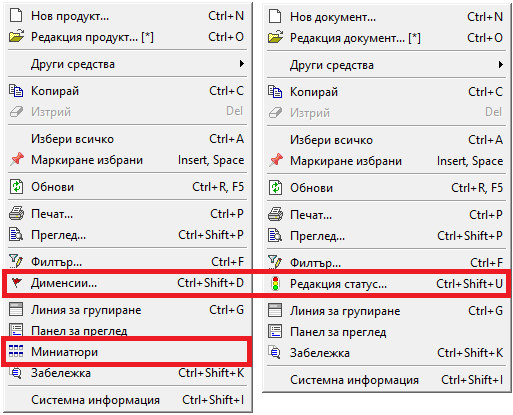 Нов продукт... Ctrl+N
Редакция продукт... [*] Ctrl+O
Други средства
Копирай Ctrl+C
Изтрий Del
Избери всичко Ctrl+A
Маркиране избрани Insert, Space
Обнови Ctrl+R, F5
Печат... Ctrl+P
Преглед... Ctrl+Shift+P
Филтър... Ctrl+F
Дименсии... Ctrl+Shift+D
Линия за групиране Ctrl+G
Панел за преглед
Миниатюри
Забележка Ctrl+Shift+K
Системна информация Ctrl+Shift+I
Нов документ... Ctrl+N
Редакция документ... [*] Ctrl+O
Други средства
Копирай Ctrl+C
Изтрий Del
Избери всичко Ctrl+A
Маркиране избрани Insert, Space
Обнови Ctrl+R, F5
Печат... Ctrl+P
Преглед... Ctrl+Shift+P
Филтър... Ctrl+F
Редакция статус... Ctrl+Shift+U
Линия за групиране Ctrl+G
Панел за преглед
Забележка Ctrl+Shift+K
Системна информация Ctrl+Shift+I